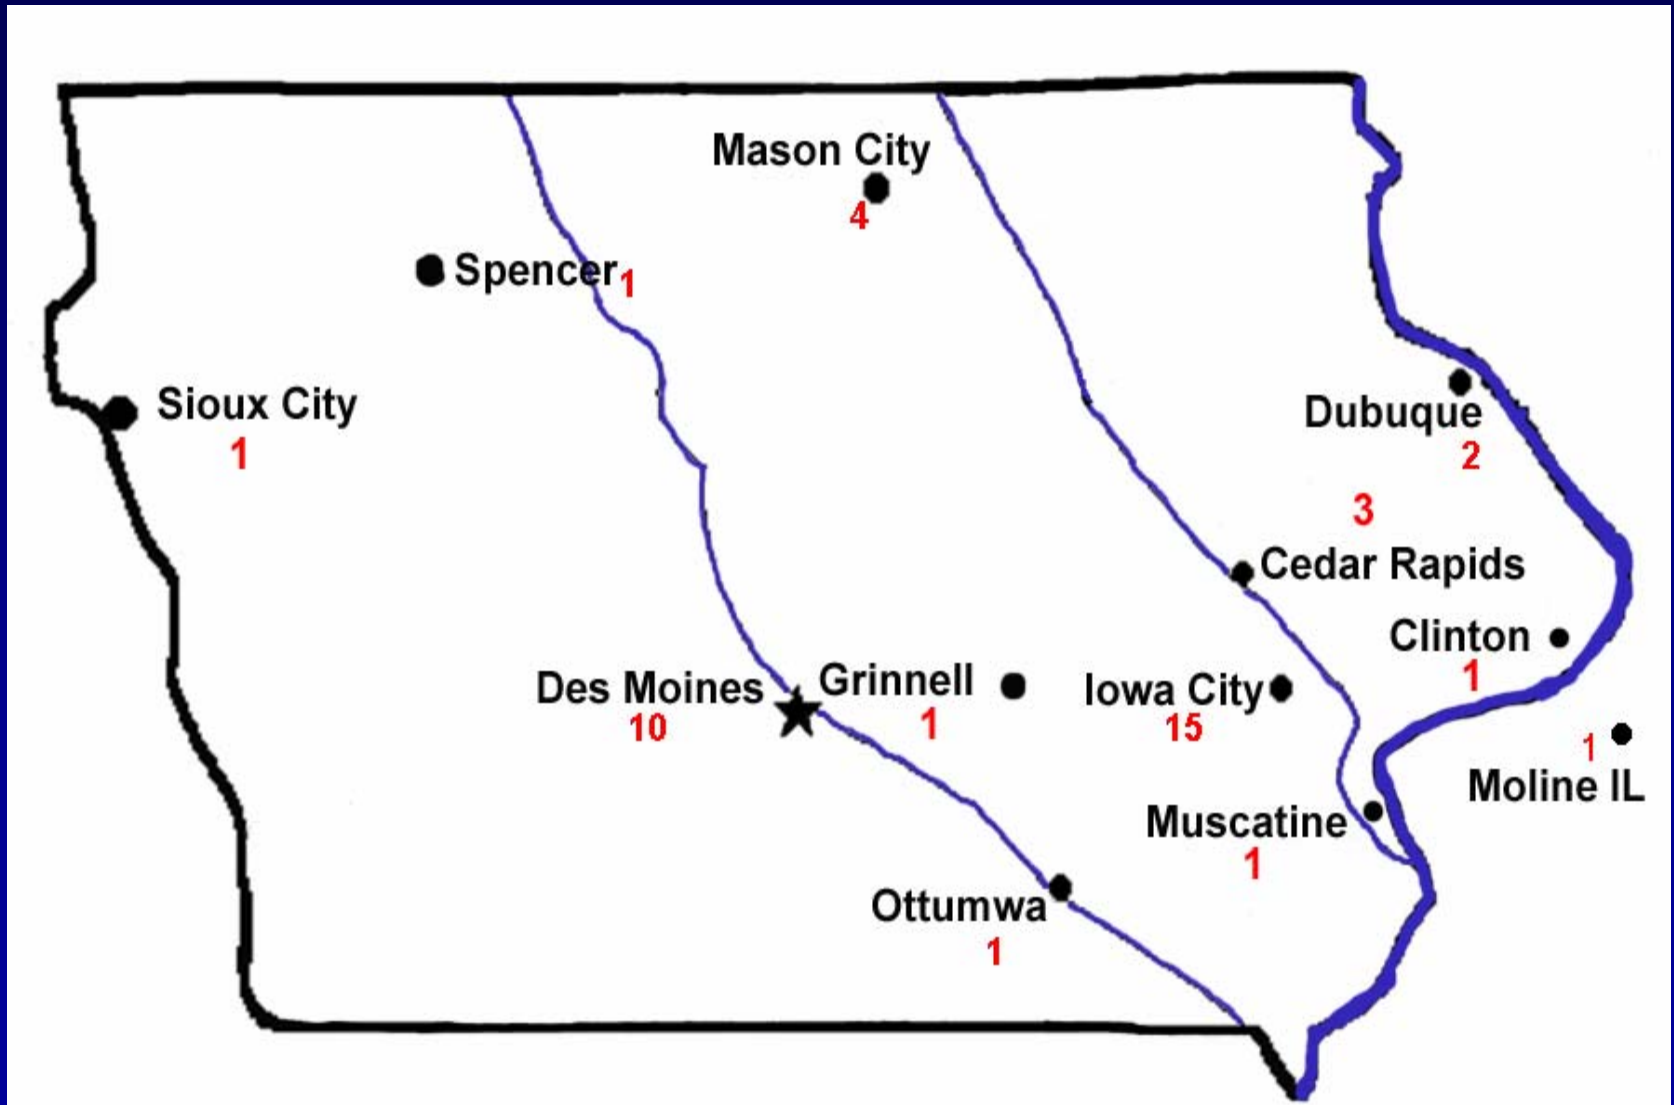 Mason City
4
Spencer 1
Sioux City
1
Dubuque
2
3
Cedar Rapids
Clinton
1
Des Moines
10
Grinnell
1
Iowa City
15
1
Moline IL
Muscatine
1
Ottumwa
1